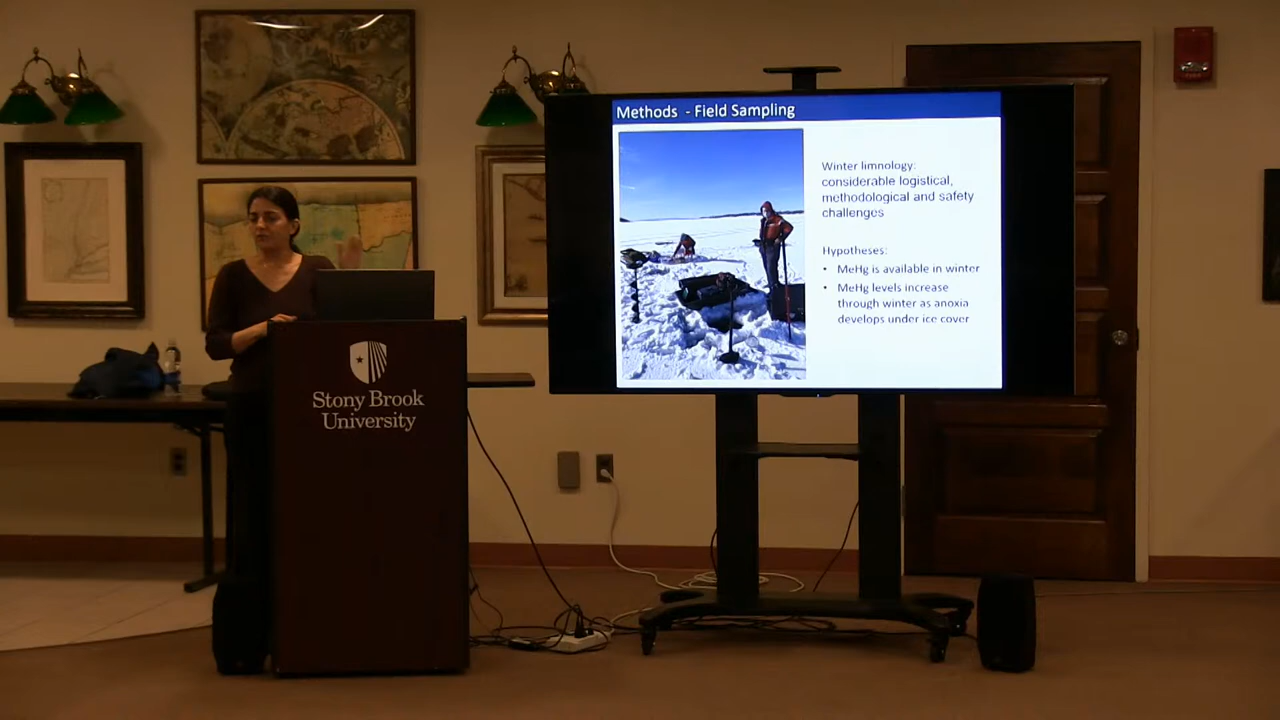 Methods - Field Sampling
Winter limnology:
considerable logistical,
methodological and safety
challenges
Hypotheses:
• MeHg is available in winter
• MeHg levels increase
through winter as anoxia
develops under ice cover
Stony Brook
University